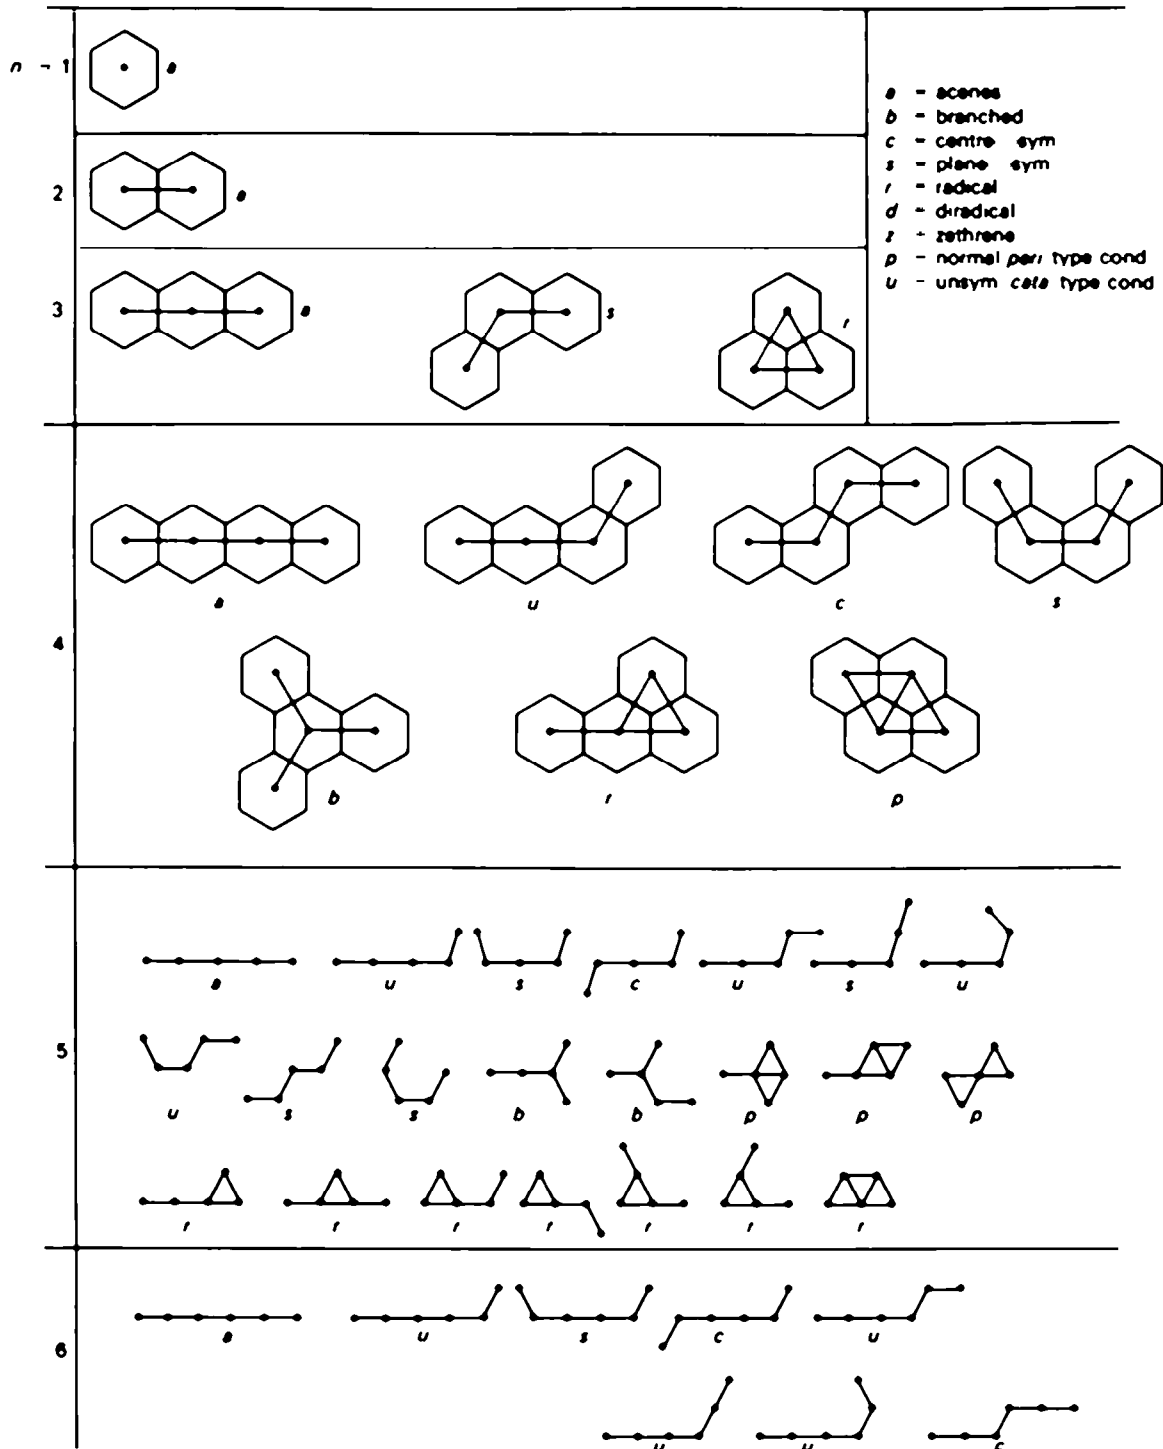 n - 1
a
a - acenes
b - branched
c - centro sym
s - plane sym
r - radical
d - diradical
z - zethrene
p - normal peri type cond
u - unsym cata type cond
2
a
3
a s r
4
a u c s
b r p
5
a u s c u s u
u s s b b p p p
r r r r r r r
6
a u s c u
u u c